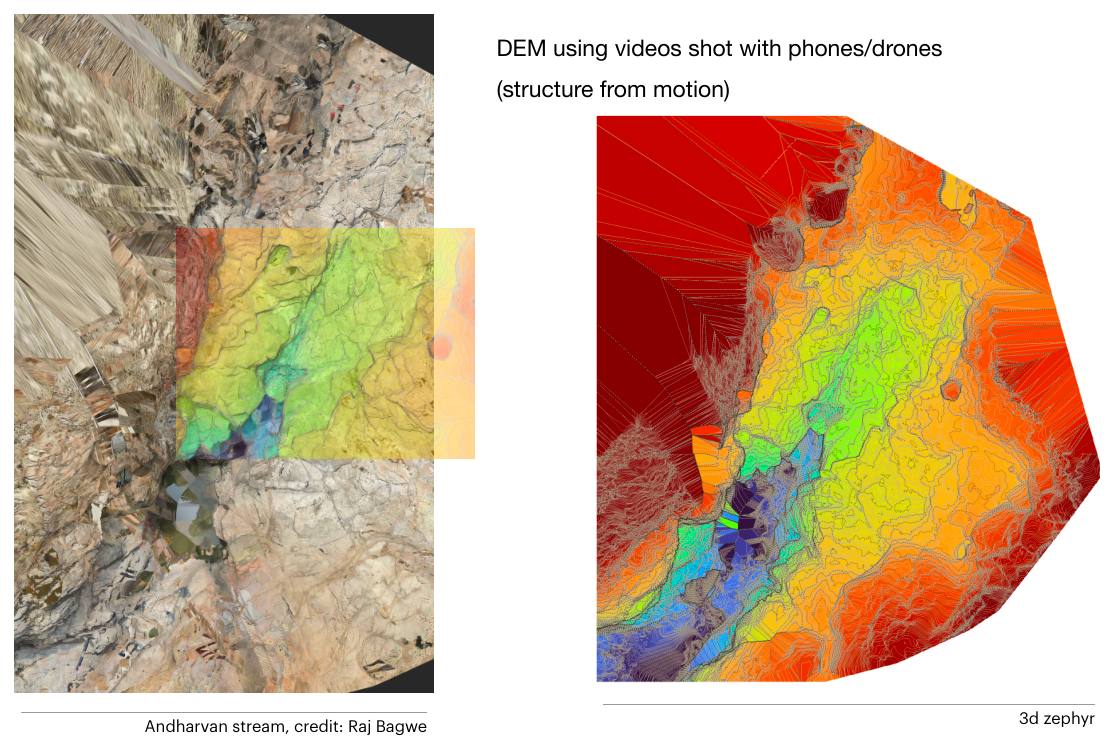 DEM using videos shot with phones/drones
(structure from motion)
Andharvan stream, credit: Raj Bagwe
3d zephyr